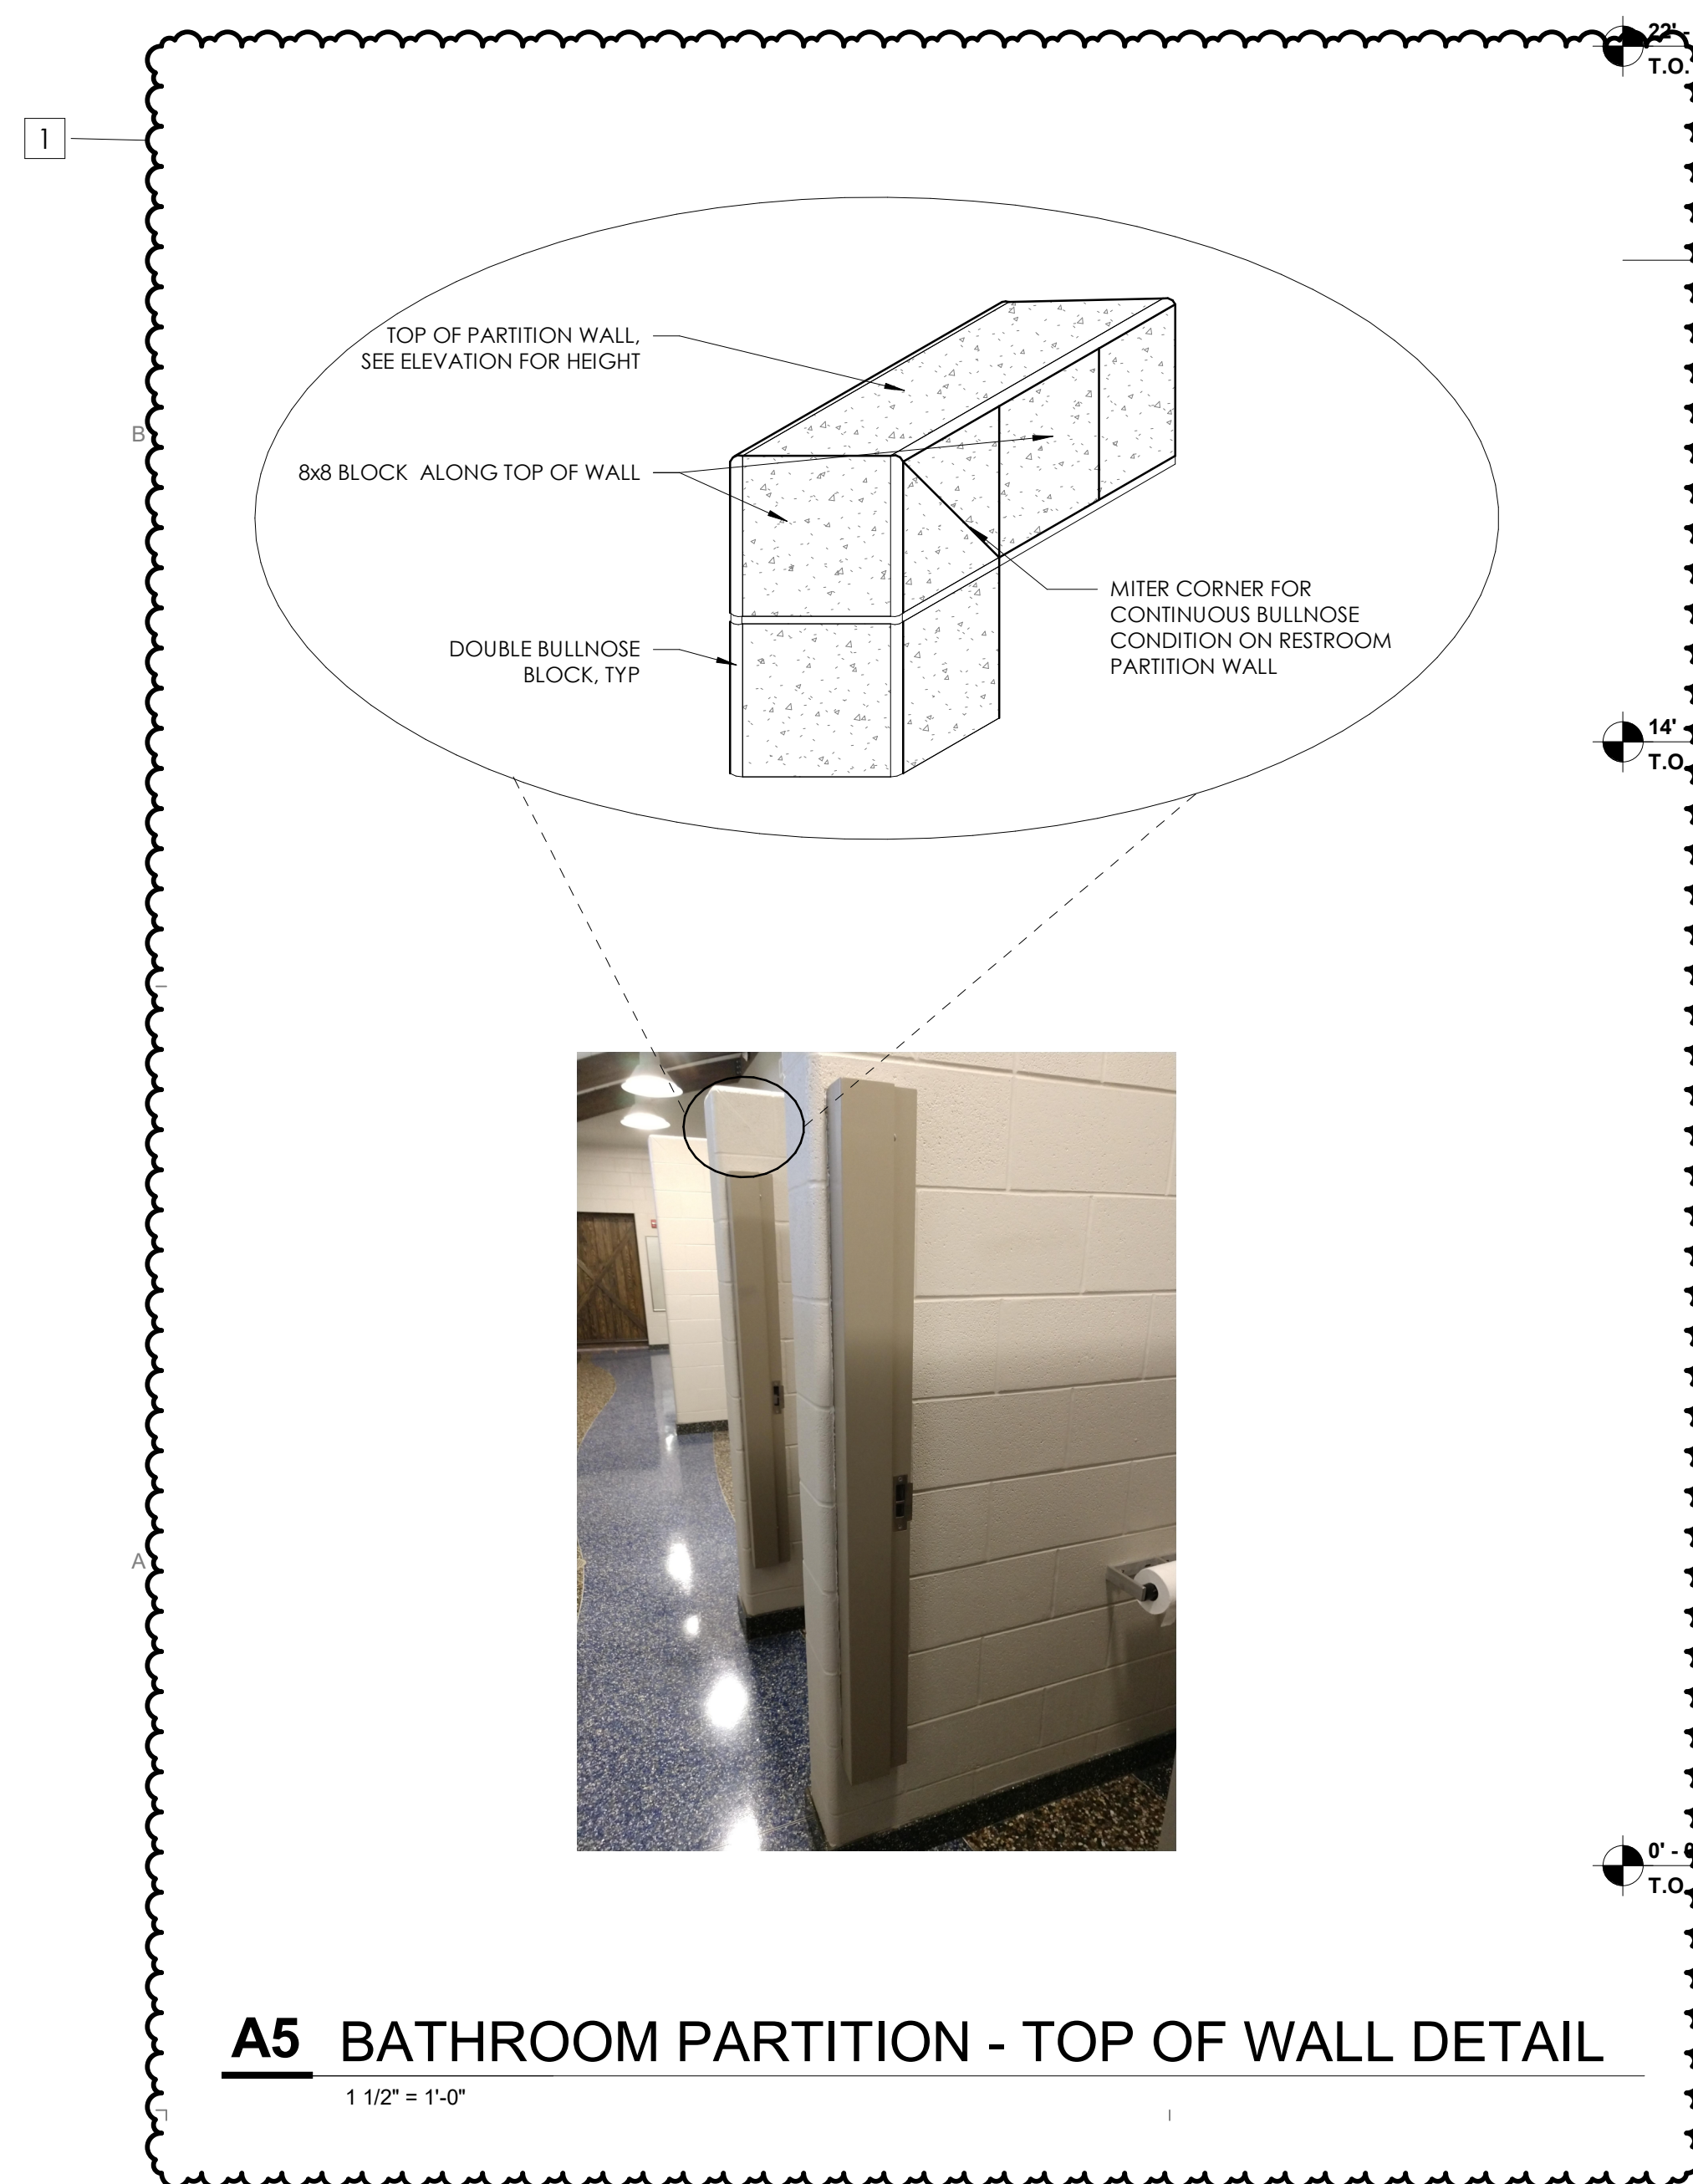 1
22' -
T.O.
TOP OF PARTITION WALL,
SEE ELEVATION FOR HEIGHT
B
8x8 BLOCK  ALONG TOP OF WALL
MITER CORNER FOR
CONTINUOUS BULLNOSE
CONDITION ON RESTROOM
PARTITION WALL
DOUBLE BULLNOSE
BLOCK, TYP
14'
T.O.
A
0' -
T.O.
A5 BATHROOM PARTITION - TOP OF WALL DETAIL
1 1/2" = 1'-0"